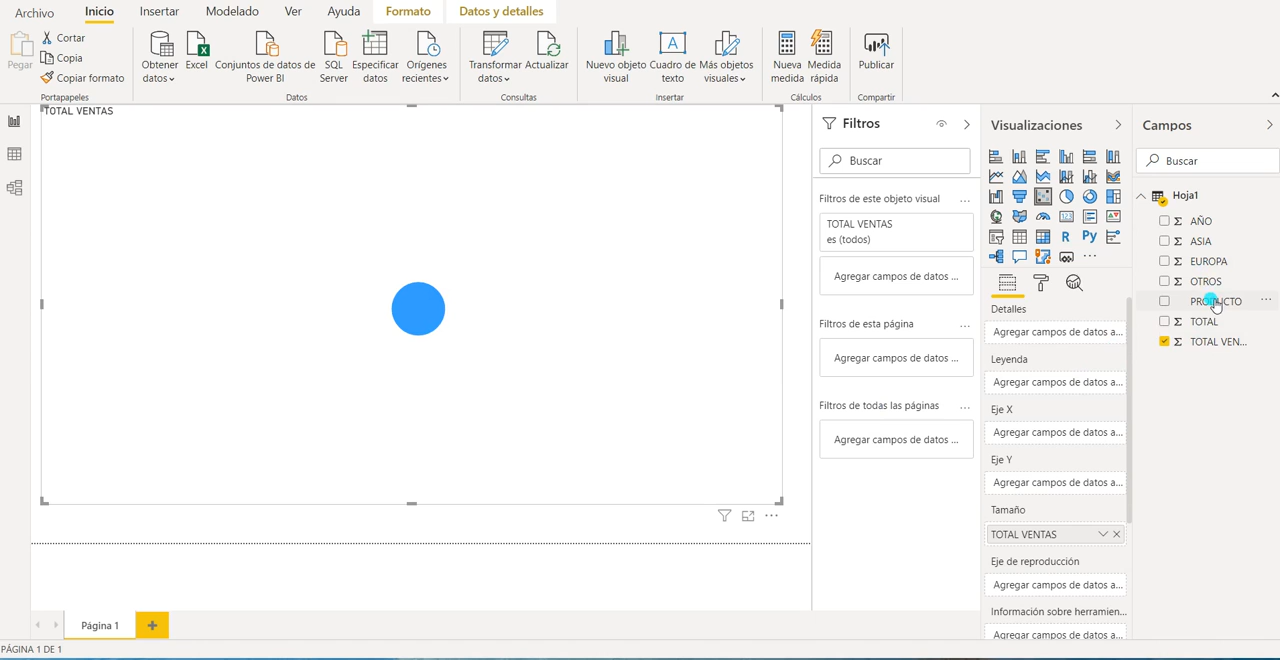 Archivo Inicio Insertar Modelado Ver Ayuda Formato Datos y detalles
Pegar
Cortar
Copia
Copiar formato
Portapapeles
Obtener
datos
Excel
Conjuntos de datos de
Power BI
SQL
Server
Especificar
datos
Orígenes
recientes
Datos
Transformar
datos
Actualizar
Consultas
Nuevo objeto
visual
Cuadro de
texto
Más objetos
visuales
Insertar
Nueva
medida
Medida
rápida
Cálculos
Publicar
Compartir
TOTAL VENTAS
Filtros
Buscar
Filtros de este objeto visual ...
TOTAL VENTAS
es (todos)
Agregar campos de datos ...
Filtros de esta página ...
Agregar campos de datos ...
Filtros de todas las páginas ...
Agregar campos de datos ...
Visualizaciones
R Py
...
Detalles
Agregar campos de datos a...
Leyenda
Agregar campos de datos a...
Eje X
Agregar campos de datos a...
Eje Y
Agregar campos de datos a...
Tamaño
TOTAL VENTAS
Eje de reproducción
Agregar campos de datos a...
Información sobre herramien...
Agregar campos de datos a...
Campos
Buscar
Hoja1
Σ AÑO
Σ ASIA
Σ EUROPA
Σ OTROS
PRODUCTO ...
Σ TOTAL
Σ TOTAL VEN...
...
Página 1
PÁGINA 1 DE 1